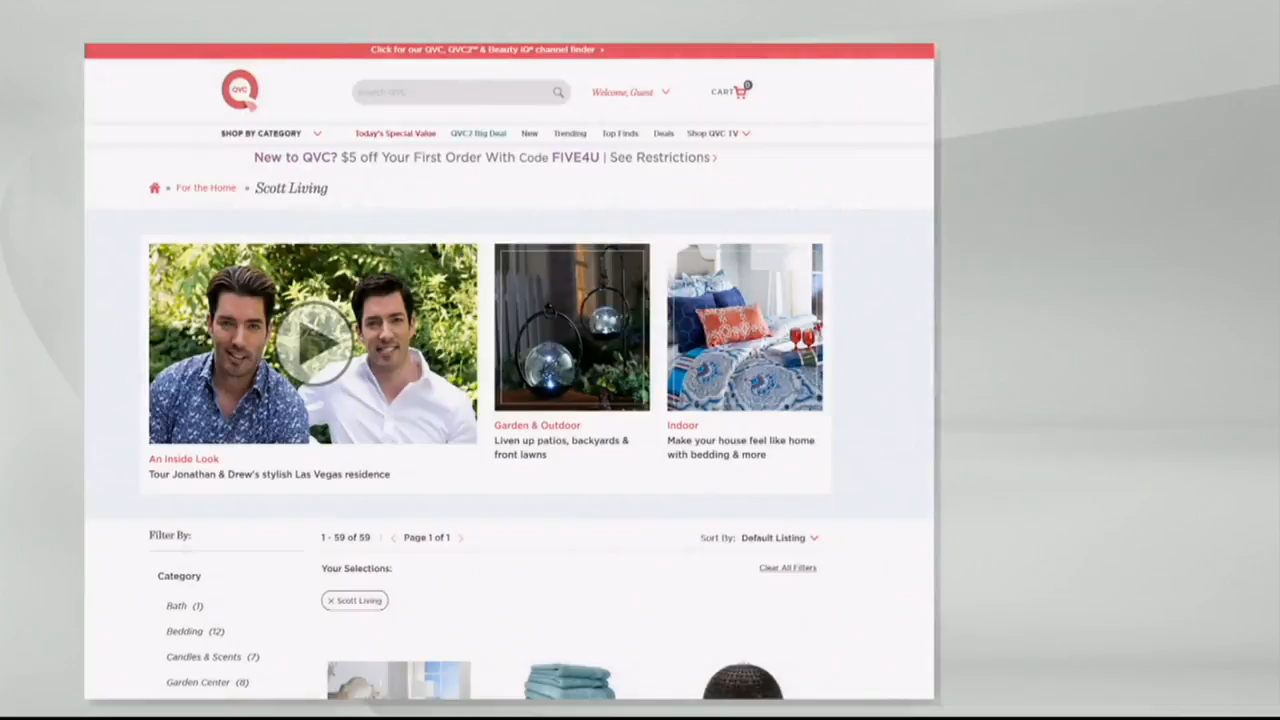 Click for our QVC, QVC2™ & Beauty iQ® channel finder
QVC
Search QVC
Welcome, Guest
CART
0
SHOP BY CATEGORY
Today's Special Value
QVC2 Big Deal
New
Trending
Top Finds
Deals
Shop QVC TV
New to QVC? $5 off Your First Order With Code FIVE4U | See Restrictions ›
» For the Home » Scott Living
An Inside Look
Tour Jonathan & Drew's stylish Las Vegas residence
Garden & Outdoor
Liven up patios, backyards &
front lawns
Indoor
Make your house feel like home
with bedding & more
Filter By:
1 - 59 of 59 | ‹ Page 1 of 1 ›
Sort By: Default Listing
Category
Your Selections:
Clear All Filters
× Scott Living
Bath (1)
Bedding (12)
Candles & Scents (7)
Garden Center (8)